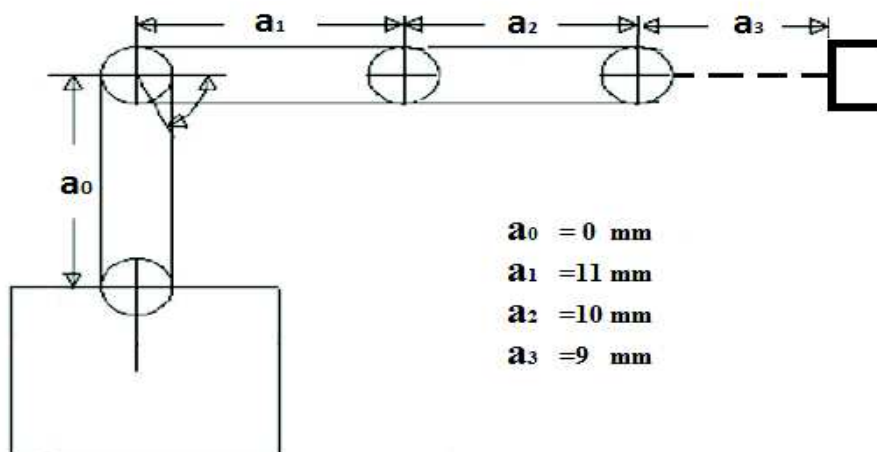 a₁ a₂ a₃
a₀
a₀ = 0 mm
a₁ =11 mm
a₂ =10 mm
a₃ =9 mm